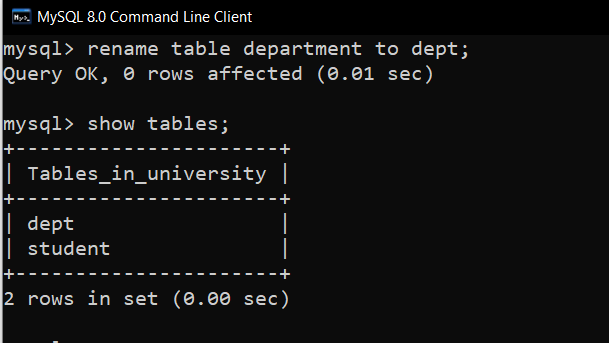 MySQL 8.0 Command Line Client
mysql> rename table department to dept;
Query OK, 0 rows affected (0.01 sec)
mysql> show tables;
+----------------------+
| Tables_in_university |
+----------------------+
| dept                 |
| student              |
+----------------------+
2 rows in set (0.00 sec)